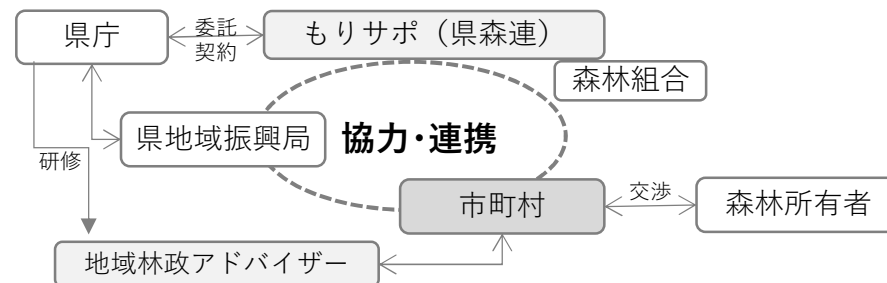 県庁
委託
契約
もりサポ（県森連）
森林組合
県地域振興局
協力・連携
研修
市町村
交渉
森林所有者
地域林政アドバイザー